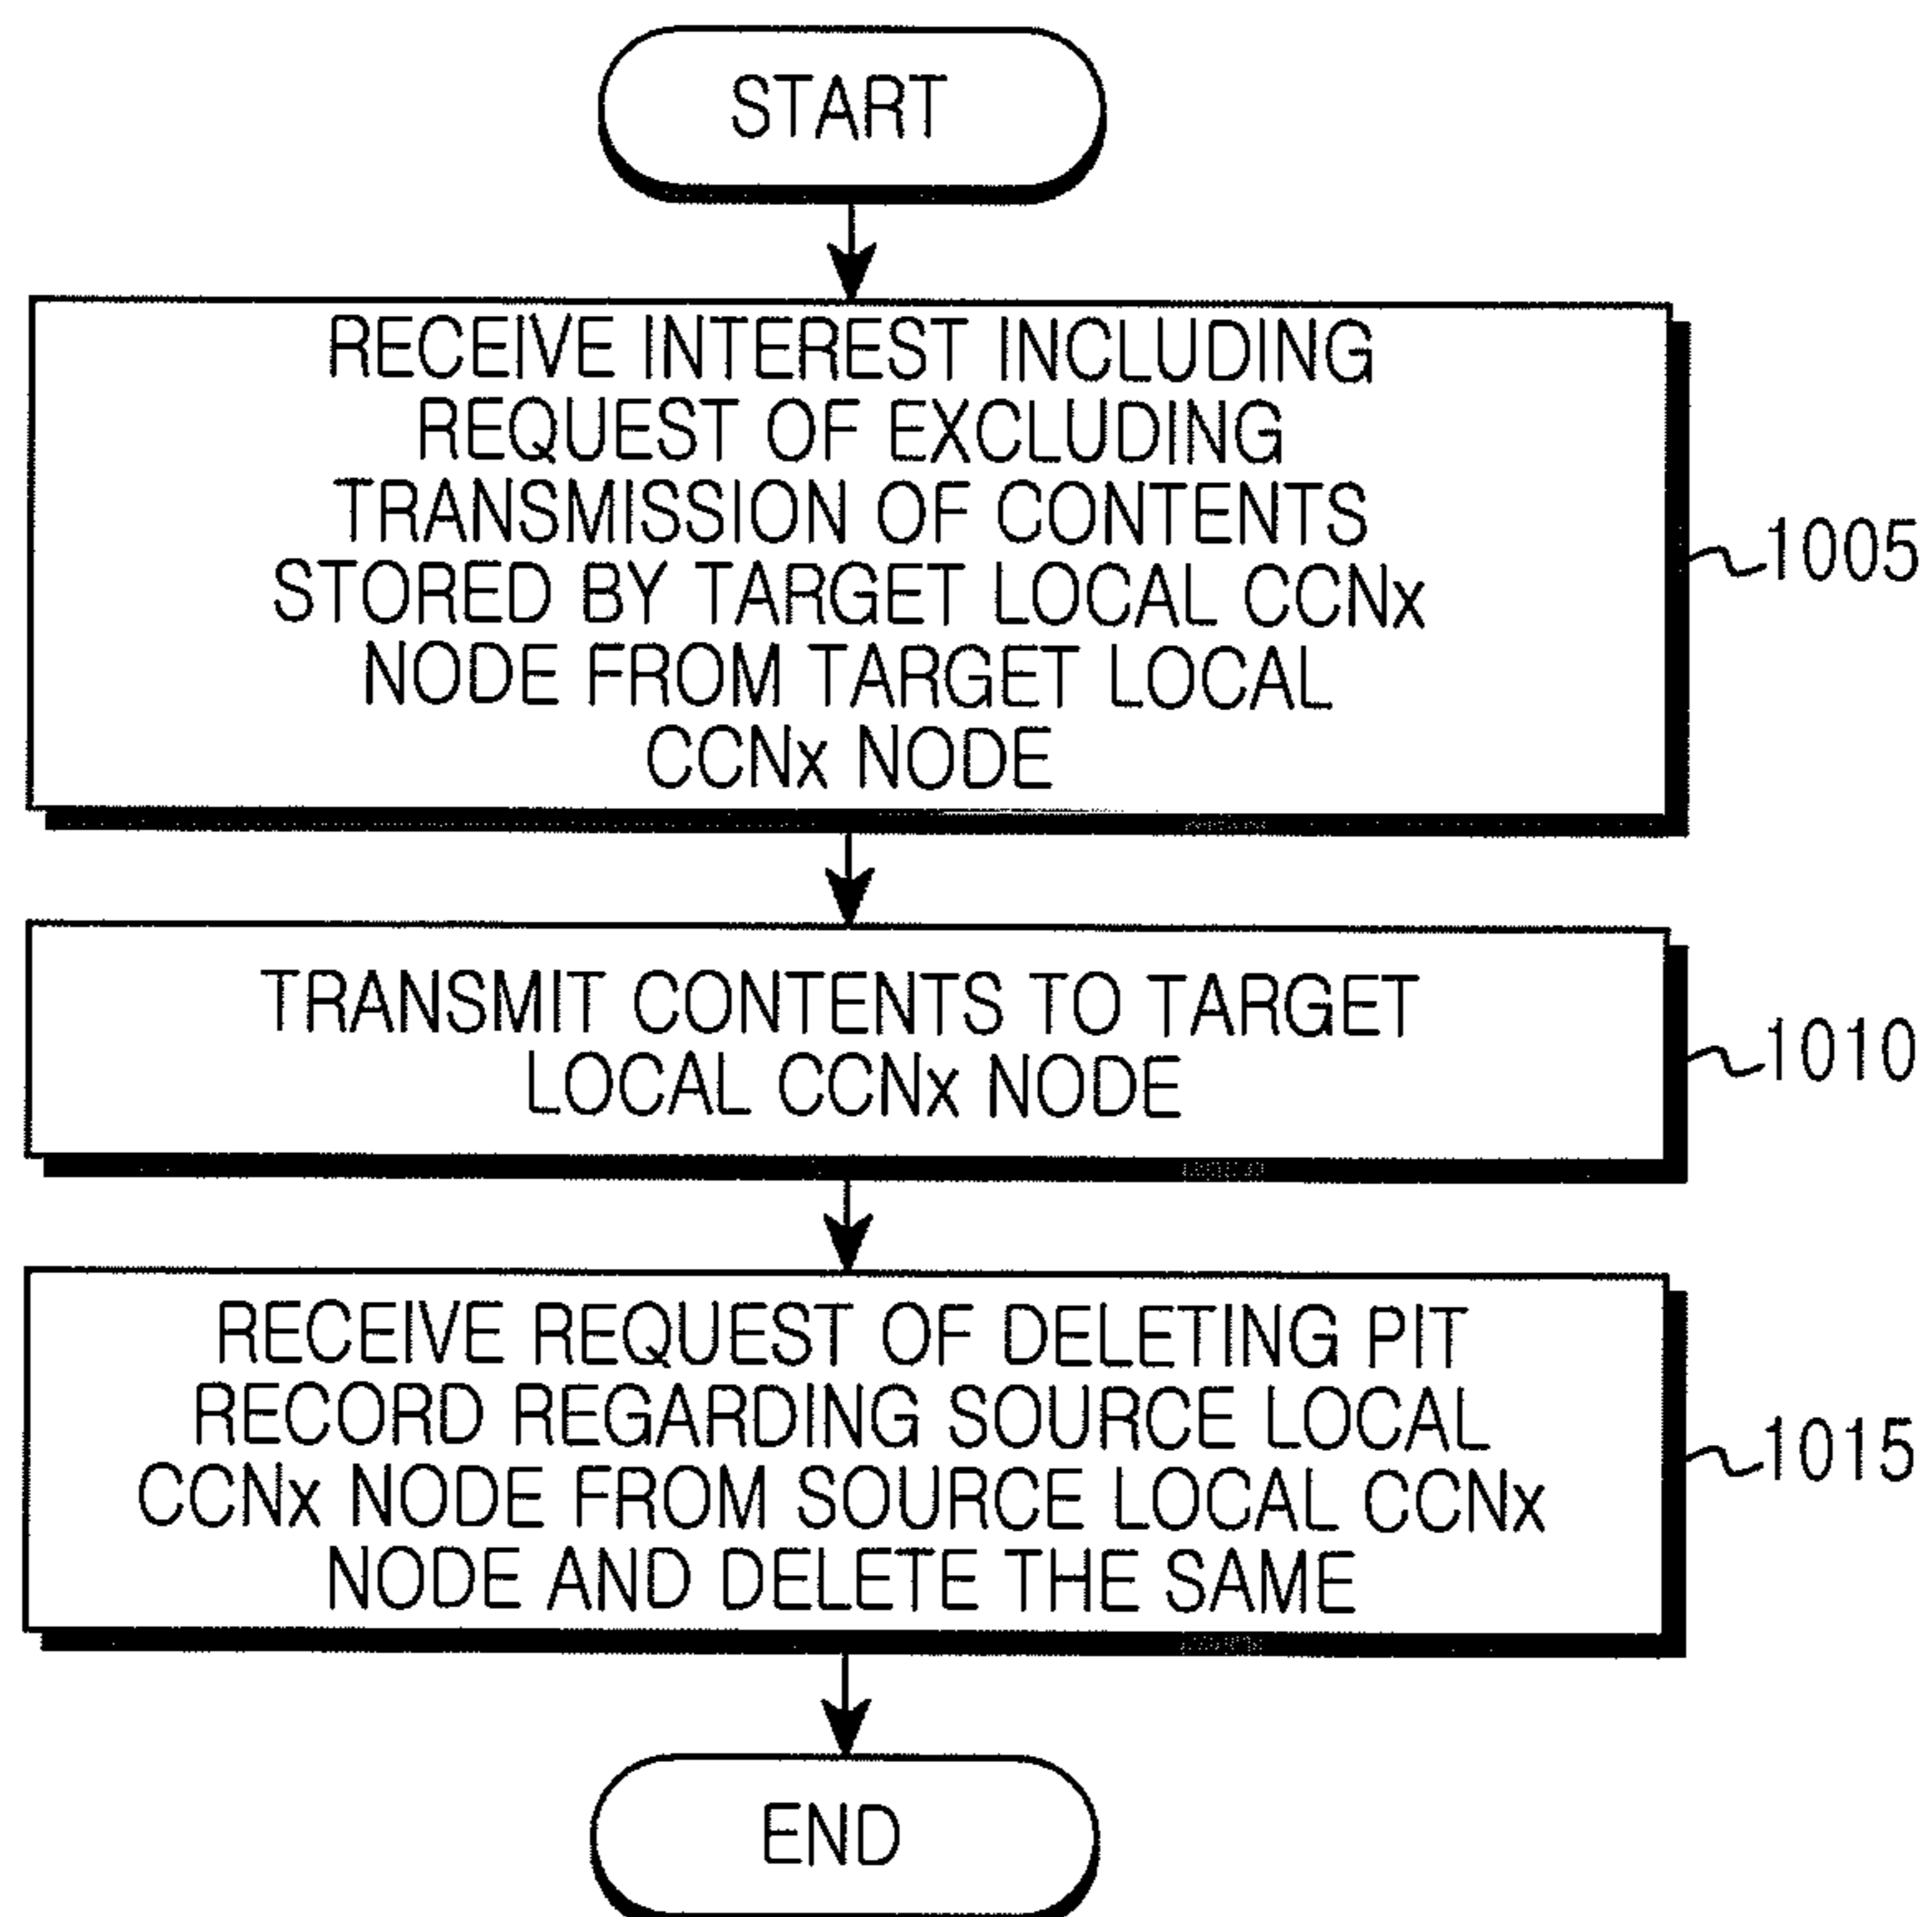 START
RECEIVE INTEREST INCLUDING
REQUEST OF EXCLUDING
TRANSMISSION OF CONTENTS
STORED BY TARGET LOCAL CCNx
NODE FROM TARGET LOCAL
CCNx NODE
1005
TRANSMIT CONTENTS TO TARGET
LOCAL CCNx NODE
1010
RECEIVE REQUEST OF DELETING PIT
RECORD REGARDING SOURCE LOCAL
CCNx NODE FROM SOURCE LOCAL CCNx
NODE AND DELETE THE SAME
1015
END